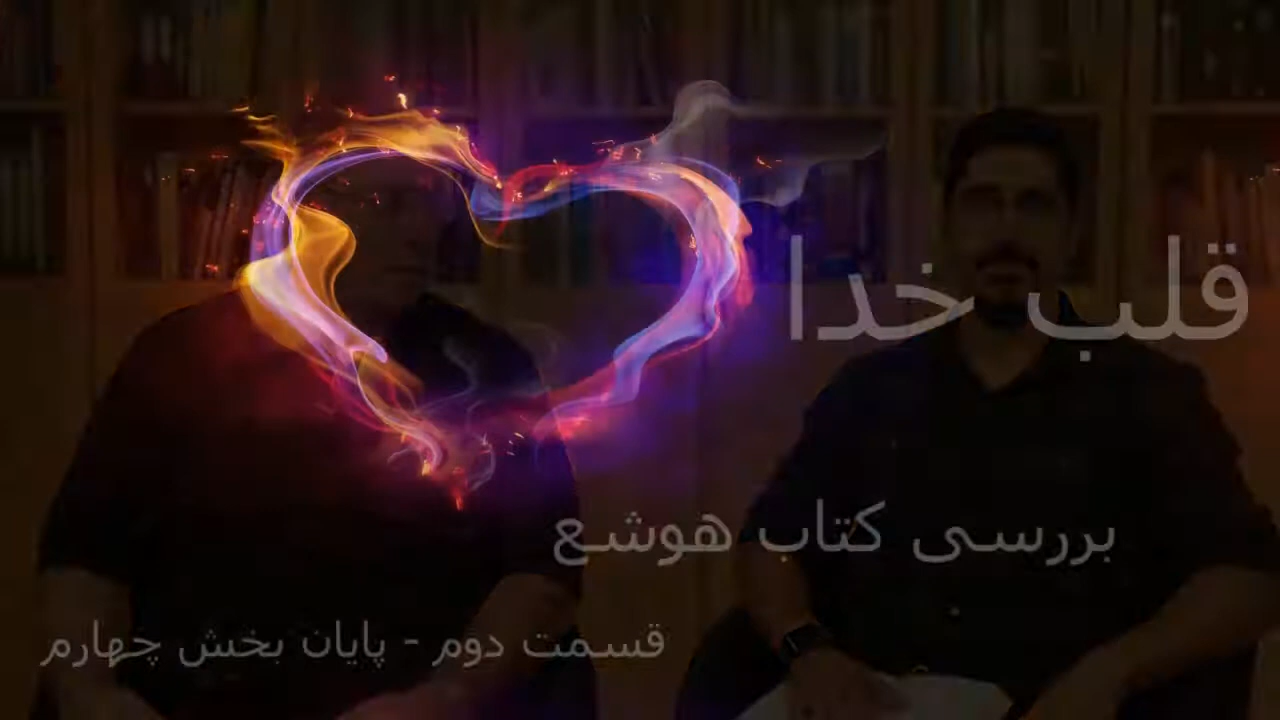 قلب خدا
بررسی کتاب هوشع
قسمت دوم - پایان بخش چهارم